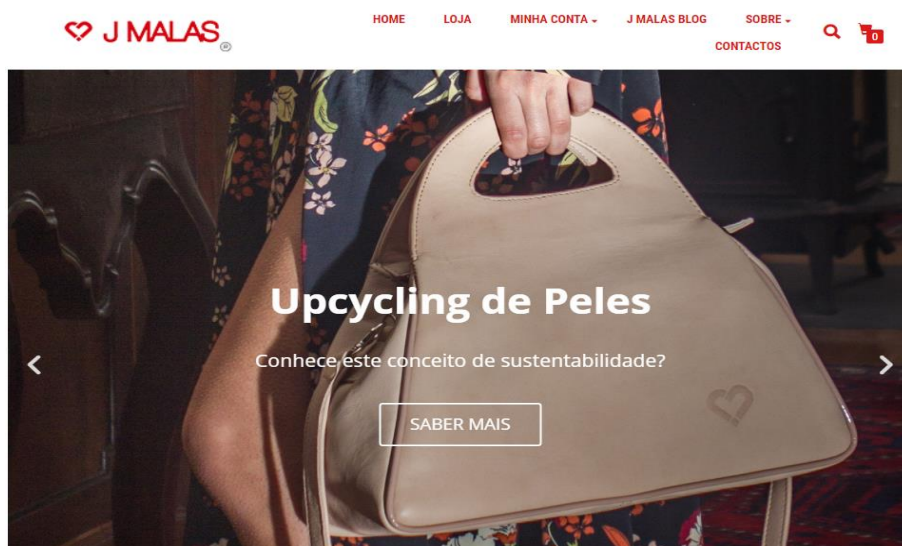 J MALAS
HOME LOJA MINHA CONTA J MALAS BLOG SOBRE
CONTACTOS
0
Upcycling de Peles
Conhece este conceito de sustentabilidade?
SABER MAIS